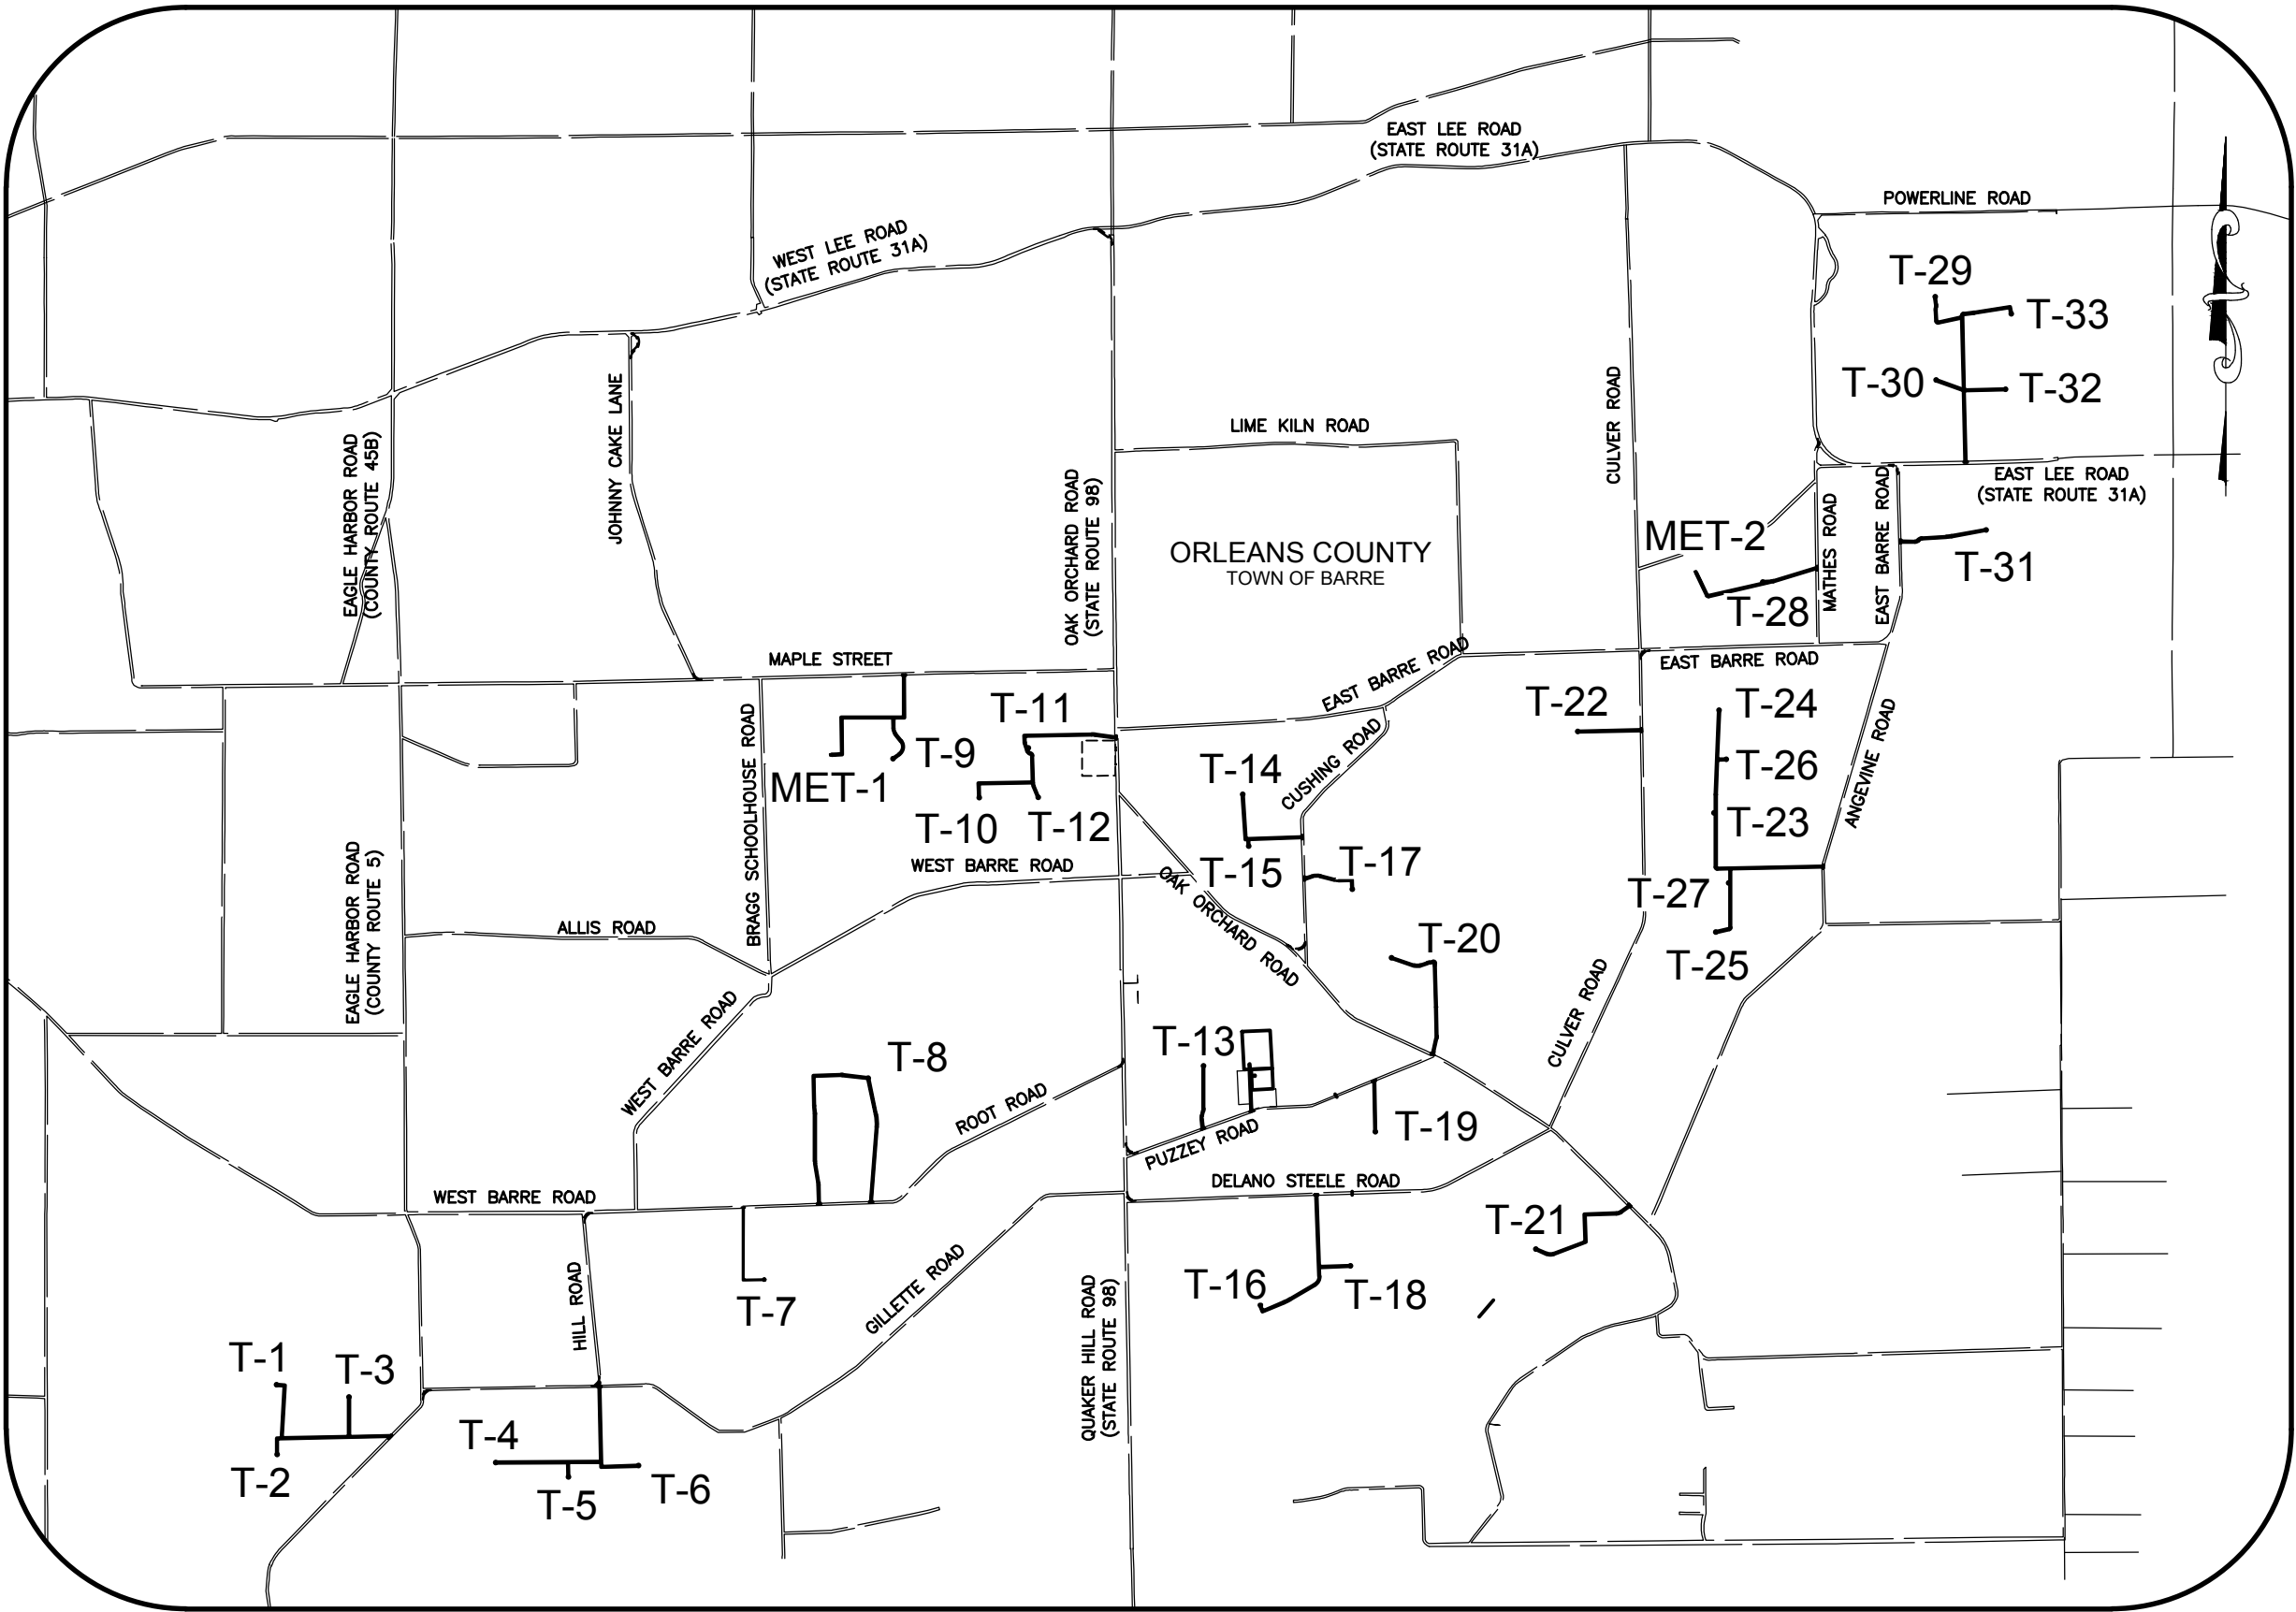 EAST LEE ROAD
(STATE ROUTE 31A)
POWERLINE ROAD
WEST LEE ROAD
(STATE ROUTE 31A)
T-29
T-33
T-30
T-32
JOHNNY CAKE LANE
CULVER ROAD
LIME KILN ROAD
EAGLE HARBOR ROAD
(COUNTY ROUTE 45B)
OAK ORCHARD ROAD
(STATE ROUTE 98)
EAST LEE ROAD
(STATE ROUTE 31A)
MATHES ROAD
EAST BARRE ROAD
ORLEANS COUNTY
TOWN OF BARRE
MET-2
T-28
T-31
MAPLE STREET
EAST BARRE ROAD
EAST BARRE ROAD
T-11
T-22
T-24
BRAGG SCHOOLHOUSE ROAD
T-9
MET-1
CUSHING ROAD
T-14
T-26
ANGEVINE ROAD
T-10
T-12
T-23
WEST BARRE ROAD
T-15
T-17
EAGLE HARBOR ROAD
(COUNTY ROUTE 5)
OAK ORCHARD ROAD
T-27
ALLIS ROAD
T-20
T-25
WEST BARRE ROAD
CULVER ROAD
T-8
T-13
ROOT ROAD
PUZZEY ROAD
T-19
WEST BARRE ROAD
DELANO STEELE ROAD
T-21
HILL ROAD
GILLETTE ROAD
T-7
QUAKER HILL ROAD
(STATE ROUTE 98)
T-16
T-18
T-1
T-3
T-4
T-2
T-5
T-6